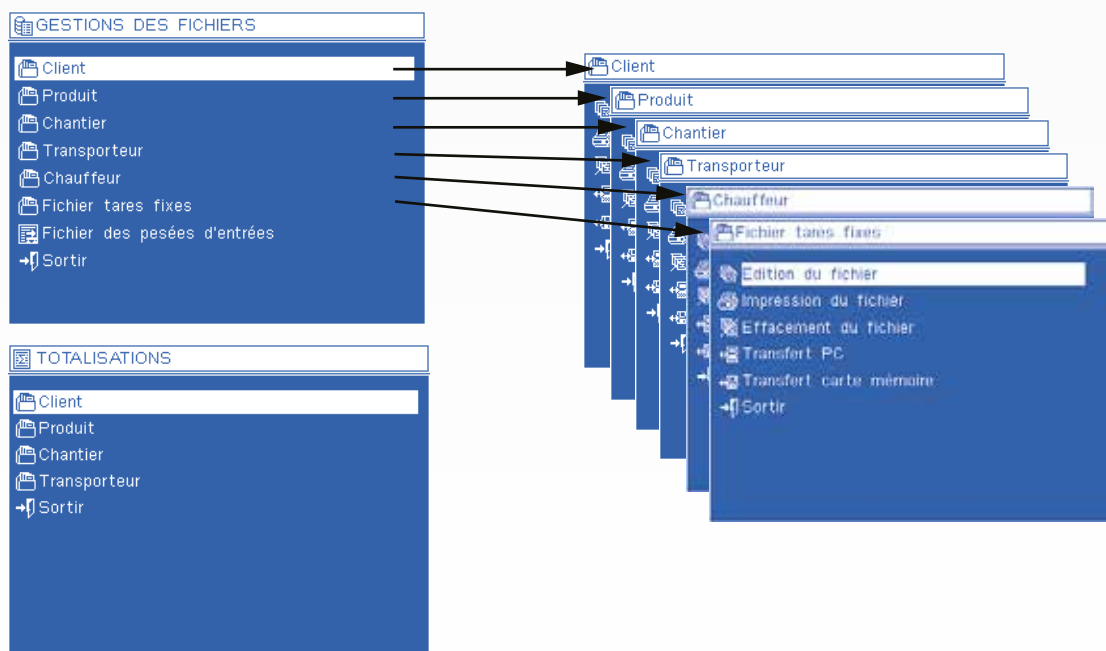 GESTIONS DES FICHIERS
Client
Produit
Chantier
Transporteur
Chauffeur
Fichier tares fixes
Fichier des pesées d'entrées
Sortir
TOTALISATIONS
Client
Produit
Chantier
Transporteur
Sortir
Client
Produit
Chantier
Transporteur
Chauffeur
Fichier tares fixes
Edition du fichier
Impression du fichier
Effacement du fichier
Transfert PC
Transfert carte mémoire
Sortir